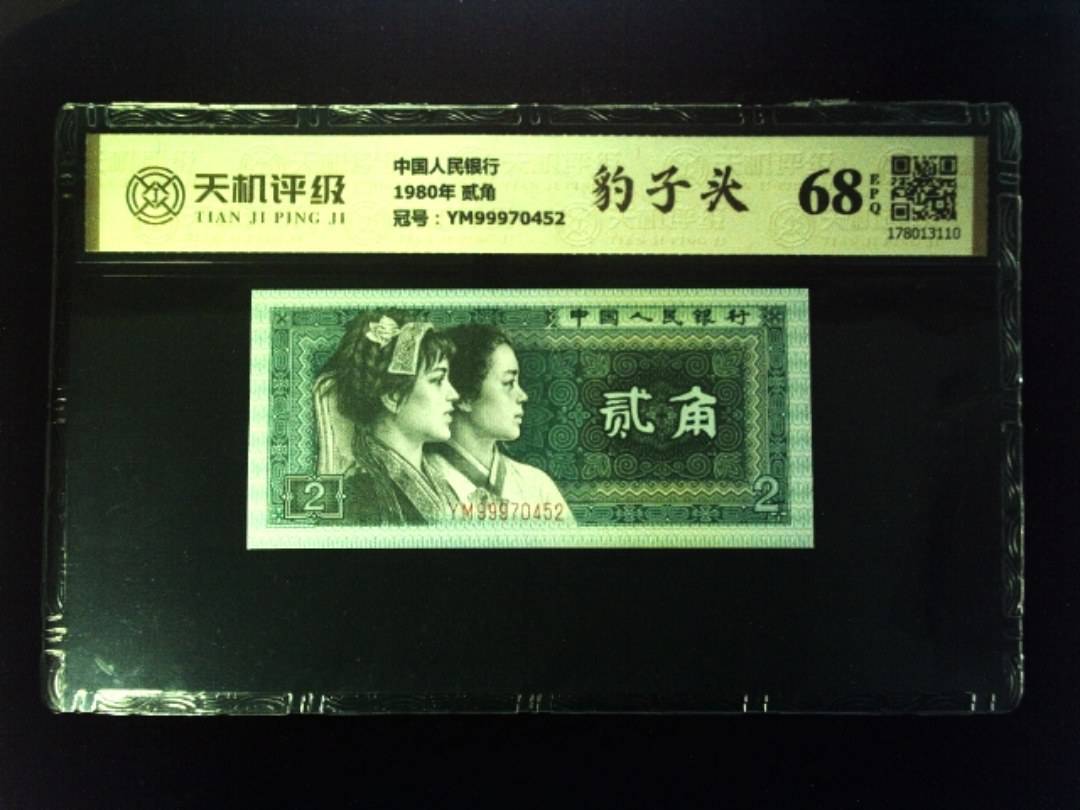 天机评级
TIAN JI PING JI
中国人民银行
1980年 贰角
冠号：YM99970452
豹子头
68
EPQ
178013110
中国人民银行
贰角
2
2
YM99970452